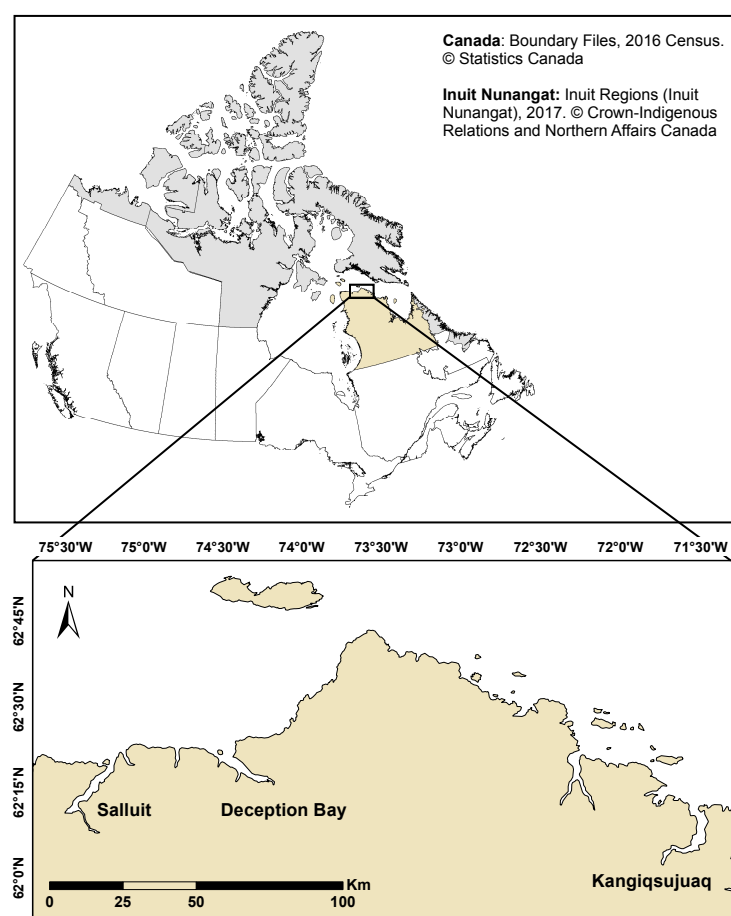 Canada: Boundary Files, 2016 Census.
© Statistics Canada
Inuit Nunangat: Inuit Regions (Inuit
Nunangat), 2017. © Crown-Indigenous
Relations and Northern Affairs Canada
75°30'W 75°0'W 74°30'W 74°0'W 73°30'W 73°0'W 72°30'W 72°0'W 71°30'W
N
62°45'N
62°30'N
62°15'N
62°0'N
Salluit
Deception Bay
Kangiqsujuaq
Km
0 25 50 100